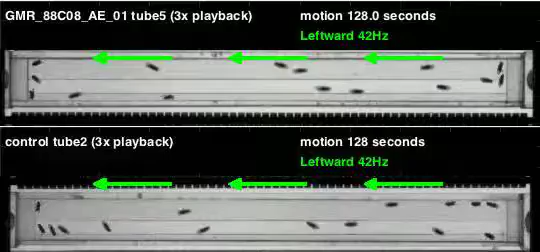 GMR_88C08_AE_01 tube5 (3x playback) motion 128.0 seconds
Leftward 42Hz
control tube2 (3x playback) motion 128 seconds
Leftward 42Hz